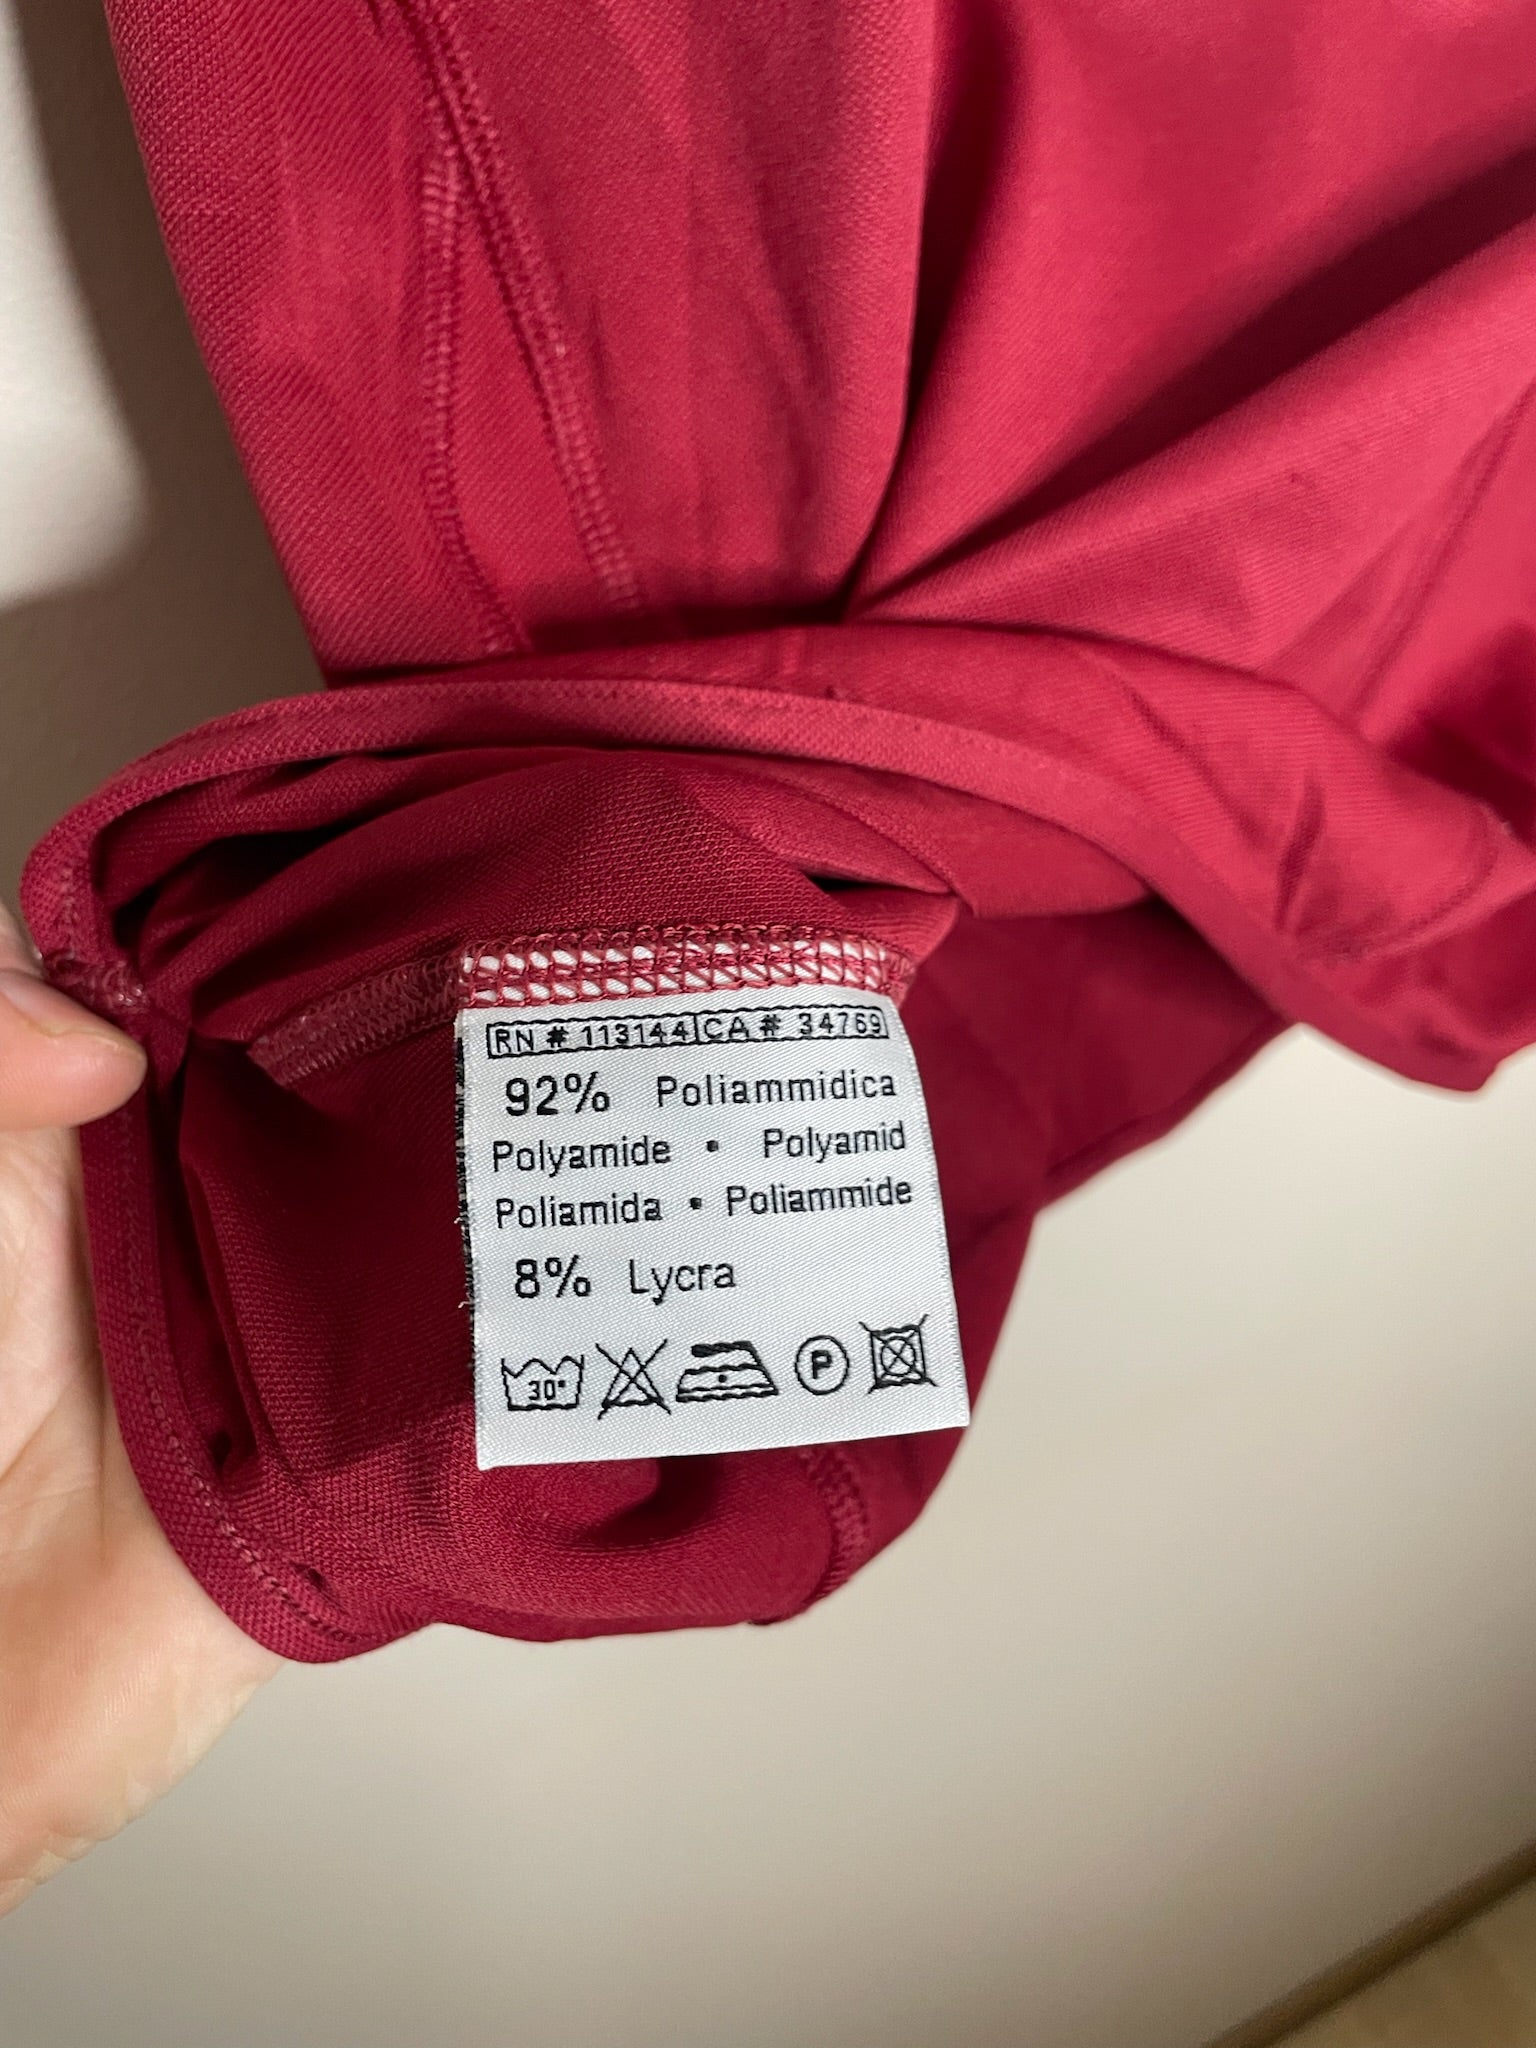 RN # 113144 CA # 34769
92% Poliammidica
Polyamide • Polyamid
Poliamida • Poliammide
8% Lycra
30° P